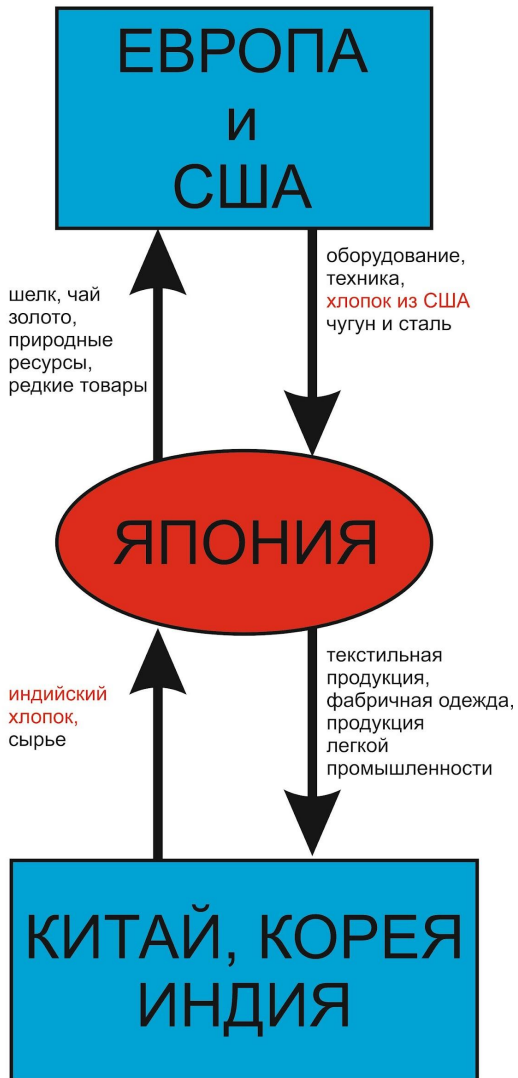 ЕВРОПА
и
США
шелк, чай
золото,
природные
ресурсы,
редкие товары
оборудование,
техника,
хлопок из США
чугун и сталь
ЯПОНИЯ
индийский
хлопок,
сырье
текстильная
продукция,
фабричная одежда,
продукция
легкой
промышленности
КИТАЙ, КОРЕЯ
ИНДИЯ